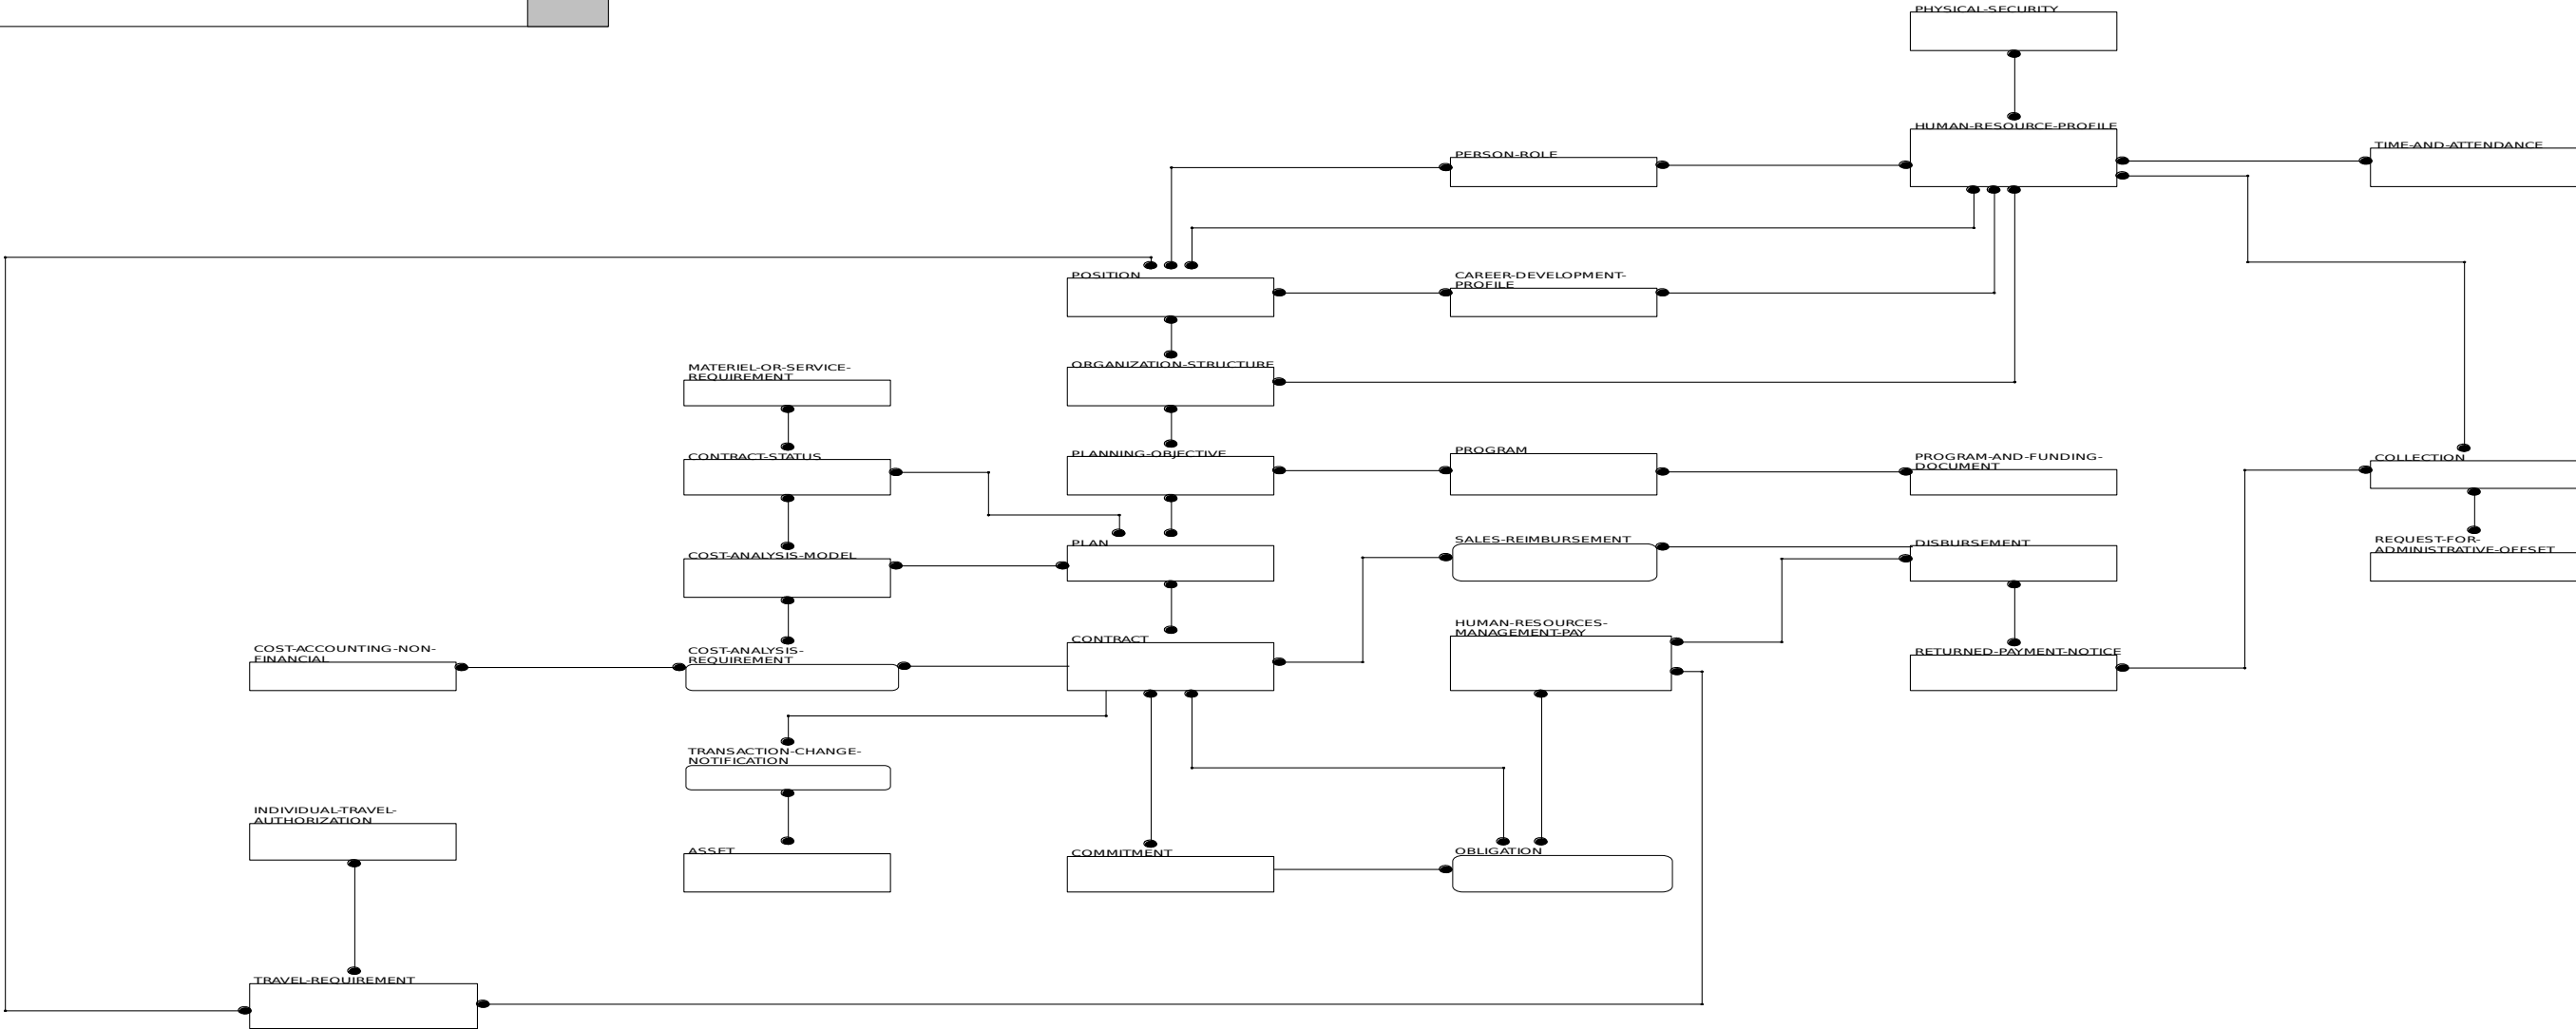 PHYSICAL-SECURITY
HUMAN-RESOURCE-PROFILE
TIME-AND-ATTENDANCE
PERSON-ROLE
POSITION
CAREER-DEVELOPMENT-
PROFILE
ORGANIZATION-STRUCTURE
MATERIEL-OR-SERVICE-
REQUIREMENT
CONTRACT-STATUS
PLANNING-OBJECTIVE
PROGRAM
PROGRAM-AND-FUNDING-
DOCUMENT
COLLECTION
COST-ANALYSIS-MODEL
PLAN
SALES-REIMBURSEMENT
DISBURSEMENT
REQUEST-FOR-
ADMINISTRATIVE-OFFSET
COST-ACCOUNTING-NON-
FINANCIAL
COST-ANALYSIS-
REQUIREMENT
CONTRACT
HUMAN-RESOURCES-
MANAGEMENT-PAY
RETURNED-PAYMENT-NOTICE
TRANSACTION-CHANGE-
NOTIFICATION
INDIVIDUAL-TRAVEL-
AUTHORIZATION
ASSET
COMMITMENT
OBLIGATION
TRAVEL-REQUIREMENT